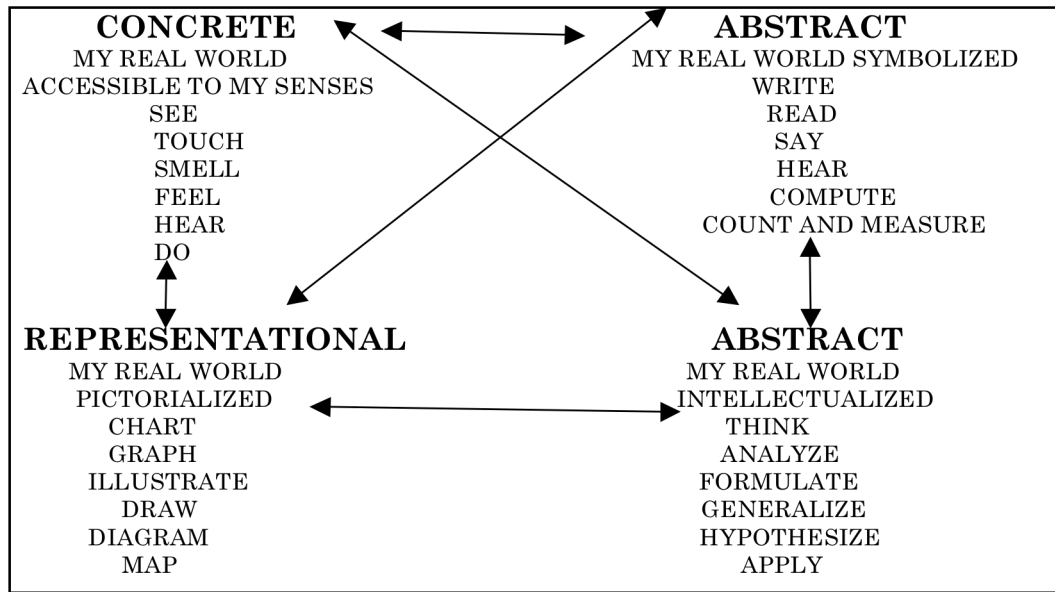 CONCRETE
MY REAL WORLD
ACCESSIBLE TO MY SENSES
SEE
TOUCH
SMELL
FEEL
HEAR
DO
ABSTRACT
MY REAL WORLD SYMBOLIZED
WRITE
READ
SAY
HEAR
COMPUTE
COUNT AND MEASURE
REPRESENTATIONAL
MY REAL WORLD
PICTORIALIZED
CHART
GRAPH
ILLUSTRATE
DRAW
DIAGRAM
MAP
ABSTRACT
MY REAL WORLD
INTELLECTUALIZED
THINK
ANALYZE
FORMULATE
GENERALIZE
HYPOTHESIZE
APPLY